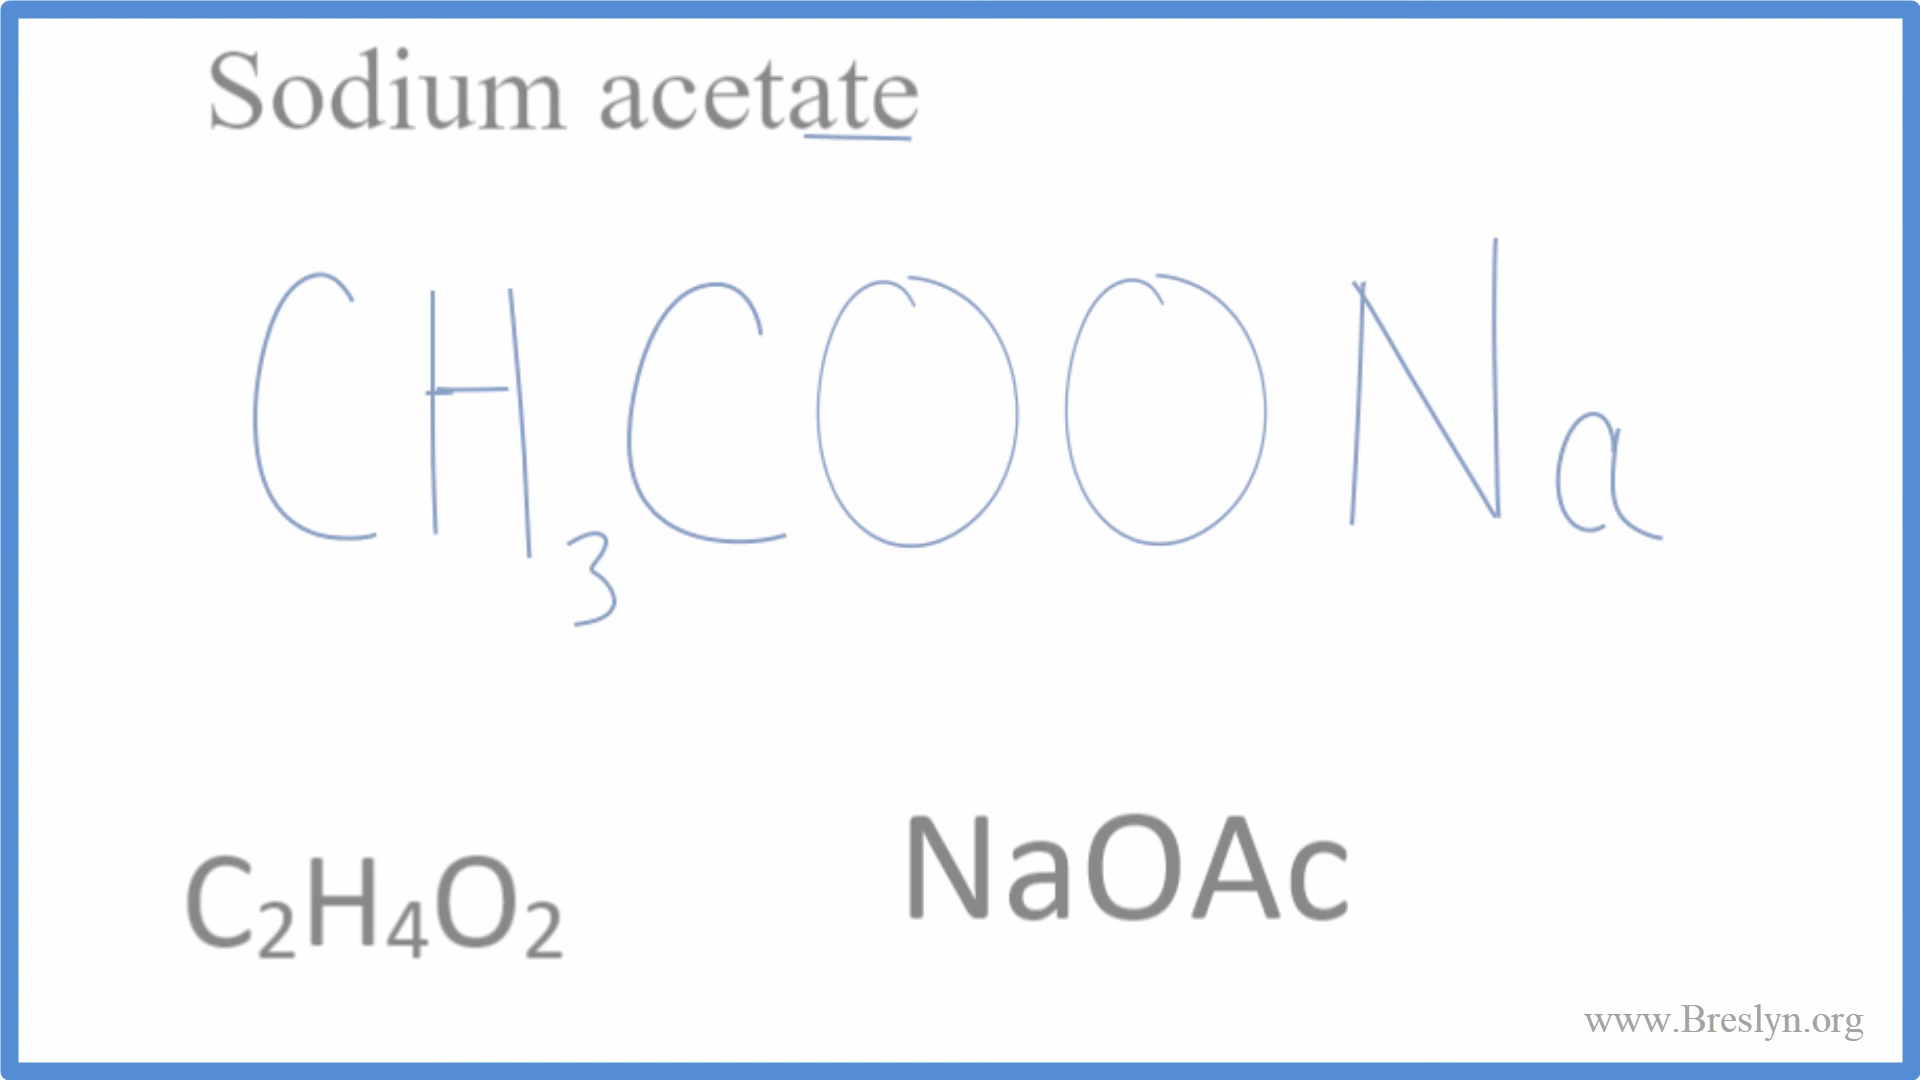 Sodium acetate
CH₃COONa
C₂H₄O₂
NaOAc
www.Breslyn.org